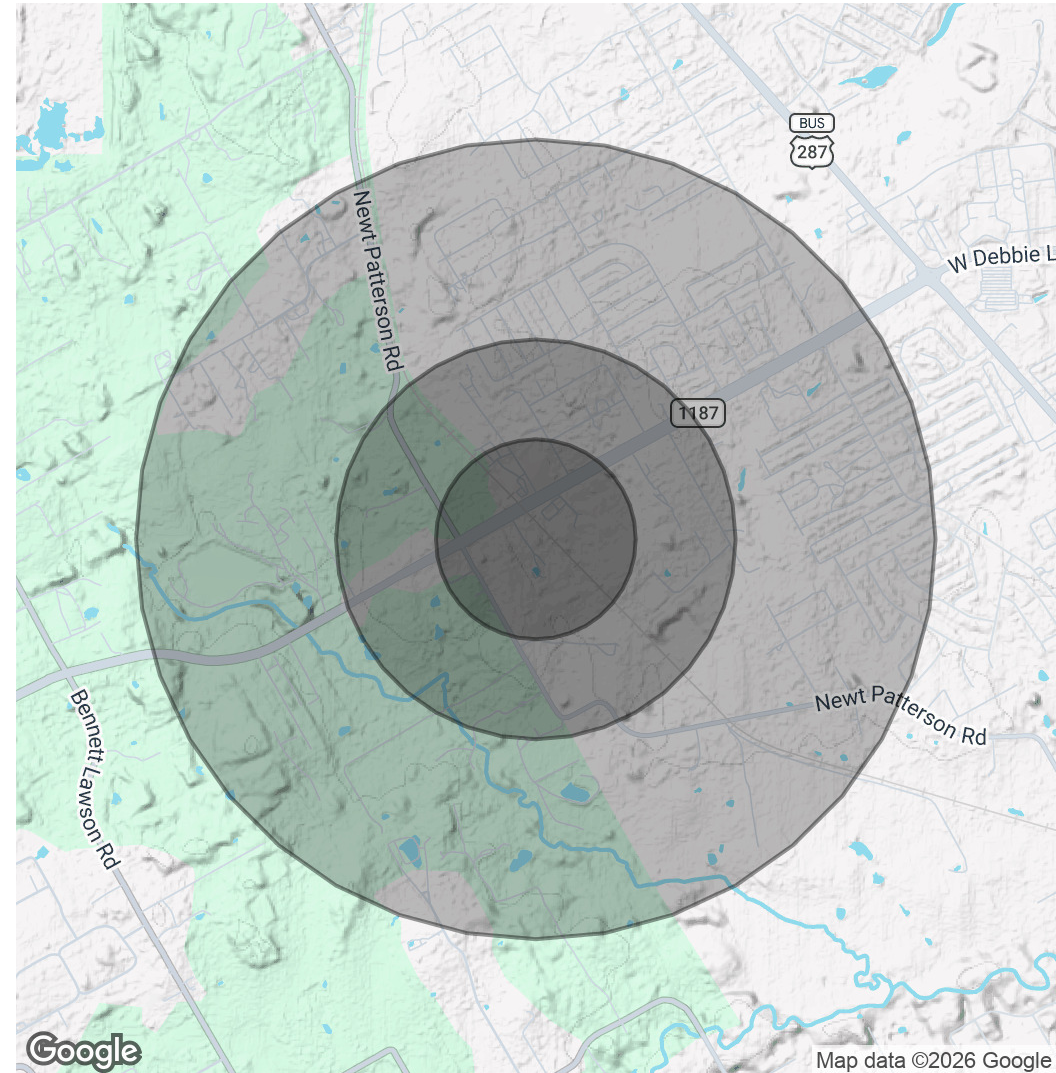 BUS
287
W Debbie L
Newt Patterson Rd
1187
Newt Patterson Rd
Bennett Lawson Rd
Google
Map data ©2026 Google